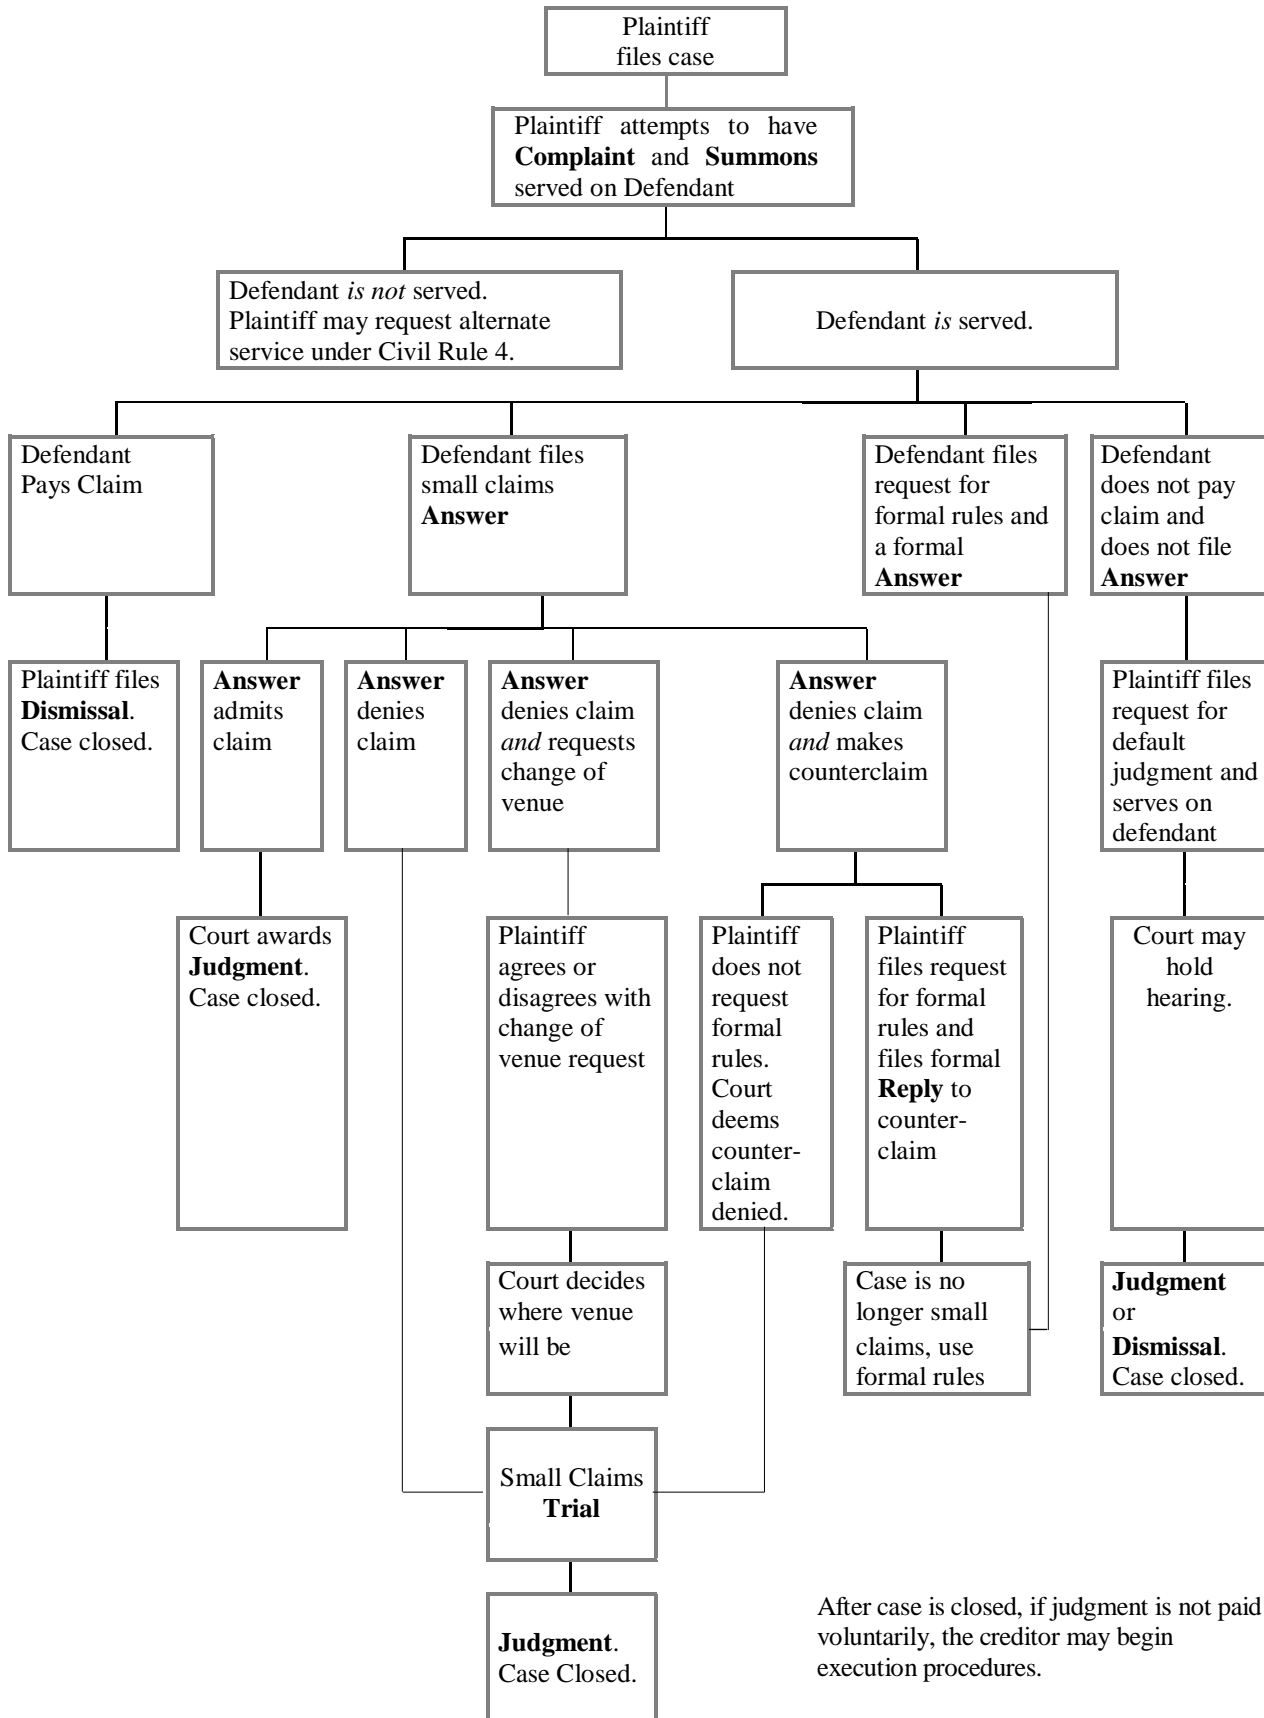 Plaintiff
files case
Plaintiff attempts to have
Complaint and Summons
served on Defendant
Defendant is not served.
Plaintiff may request alternate
service under Civil Rule 4.
Defendant is served.
Defendant
Pays Claim
Defendant files
small claims
Answer
Defendant files
request for
formal rules and
a formal
Answer
Defendant
does not pay
claim and
does not file
Answer
Plaintiff files
Dismissal.
Case closed.
Answer
admits
claim
Answer
denies
claim
Answer
denies claim
and requests
change of
venue
Answer
denies claim
and makes
counterclaim
Plaintiff files
request for
default
judgment and
serves on
defendant
Court awards
Judgment.
Case closed.
Plaintiff
agrees or
disagrees with
change of
venue request
Plaintiff
does not
request
formal
rules.
Court
deems
counter-
claim
denied.
Plaintiff
files request
for formal
rules and
files formal
Reply to
counter-
claim
Court may
hold
hearing.
Court decides
where venue
will be
Case is no
longer small
claims, use
formal rules
Judgment
or
Dismissal.
Case closed.
Small Claims
Trial
Judgment.
Case Closed.
After case is closed, if judgment is not paid
voluntarily, the creditor may begin
execution procedures.